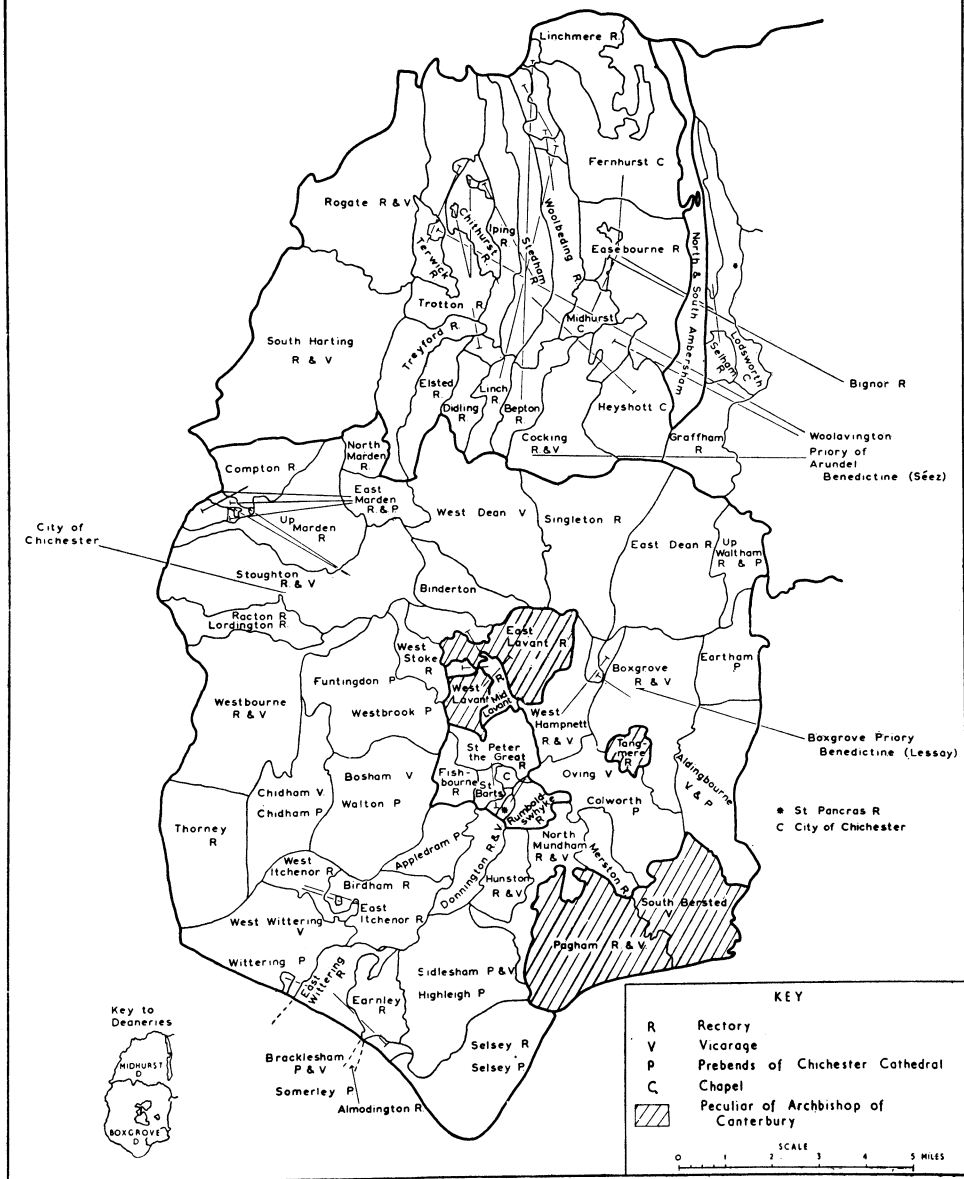 Linchmere R.
Fernhurst C
Rogate R & V
Chithurst
R.
Iping
R.
Woolbeding R
Stedham
R
Terwick
R
Easebourne R
North & South Ambersham
Trotton R
Midhurst
C
South Harting
R & V
Treyford R.
Selham
R
Lodsworth
C
Elsted
R.
Linch
R
Didling
R
Bepton
R.
Heyshott C
Bignor R
Cocking
R & V
Graffham
R
Woolavington
Priory of
Arundel
Benedictine (Séez)
North
Marden
R.
Compton R
East
Marden
R & P
Up
Marden
R
West Dean V
Singleton R
City of
Chichester
East Dean R
Up
Waltham
R & P
Stoughton
R. & V
Binderton
Racton R
Lordington R.
East
Lavant R
West
Stoke
R
Boxgrove
R & V
Eartham
P
Funtingdon P
West
Lavant
R
Mid
Lavant
Westbourne
R & V
Westbrook P
West
Hampnett
R & V
Boxgrove Priory
Benedictine (Lessay)
St Peter
the Great
R
Tang-
mere
R
Bosham V
Fish-
bourne
R
St
Barts
C
Oving V
Aldingbourne
V & P
Chidham V
Chidham P
Walton P
Rumbold-
swhyke
R
Colworth
P
* St Pancras R
C City of Chichester
Thorney
R
Appledram P
Donnington R & V
North
Mundham
R & V
Merston R
West
Itchenor R
Birdham R
Hunston
R & V
East
Itchenor R
South Bersted
V
West Wittering
V
Pagham R & V
Wittering P
East
Wittering
R
Sidlesham P & V
Highleigh P
Earnley
R
Key to
Deaneries
MIDHURST
D
BOXGROVE
D
Selsey R
Selsey P
Bracklesham
P & V
Somerley P
Almodington R
KEY
R Rectory
V Vicarage
P Prebends of Chichester Cathedral
C Chapel
Peculiar of Archbishop of
Canterbury
SCALE
0 1 2 3 4 5 MILES